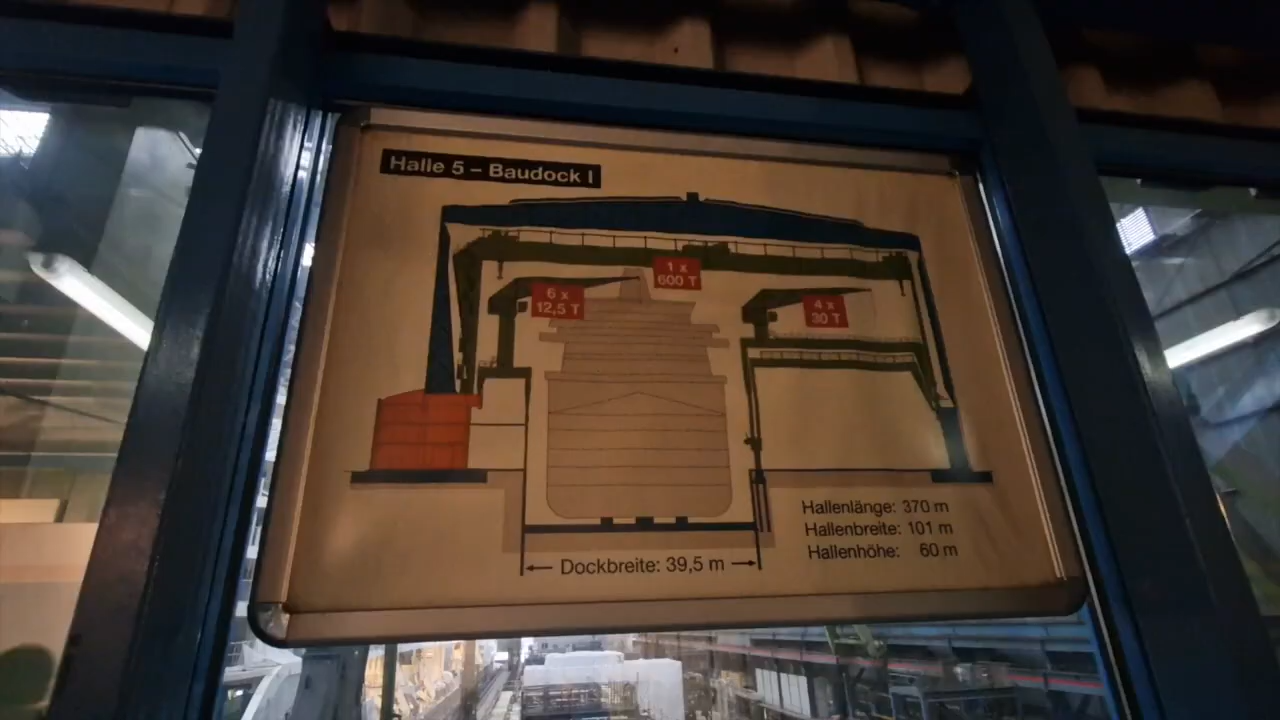 Halle 5 – Baudock I
1 x
600 T
6 x
12,5 T
4 x
30 T
Hallenlänge: 370 m
Hallenbreite: 101 m
Hallenhöhe: 60 m
Dockbreite: 39,5 m